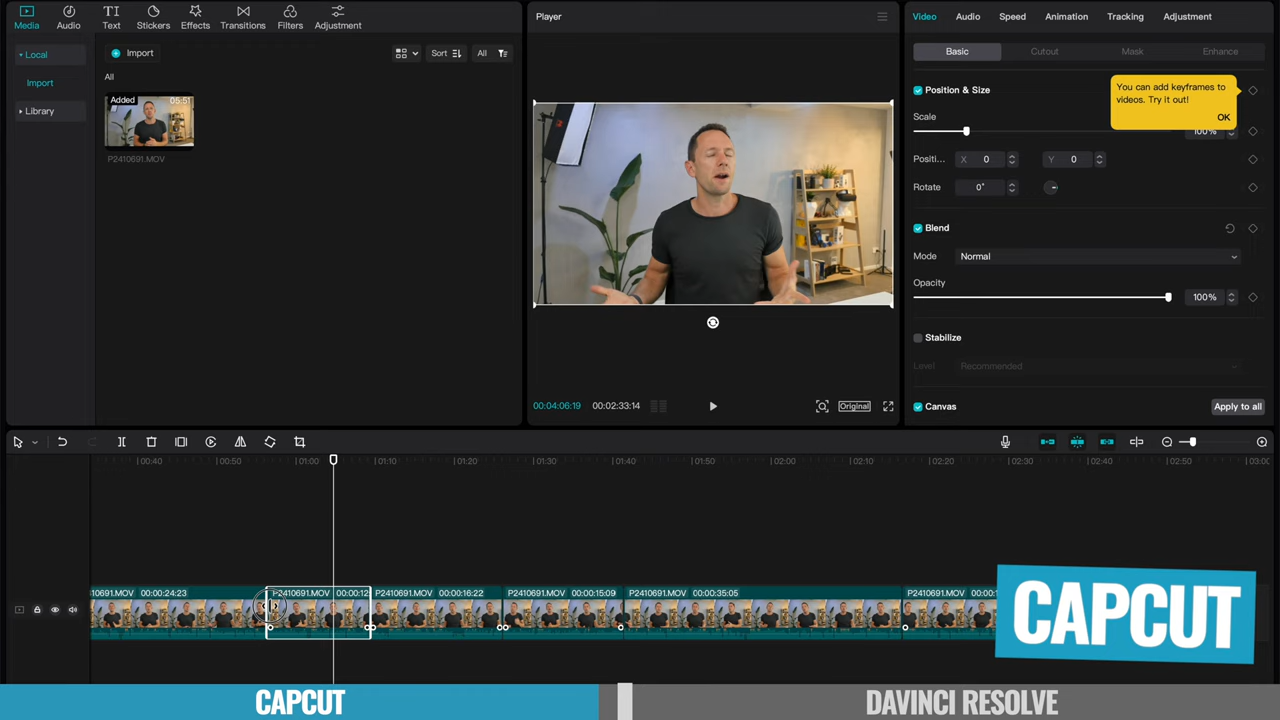 Media
Audio
Text
Stickers
Effects
Transitions
Filters
Adjustment
Local
Import
Library
Import
Sort
All
All
Added
05:51
P2410691.MOV
Player
00:04:06:19
00:02:33:14
Original
Video
Audio
Speed
Animation
Tracking
Adjustment
Basic
Cutout
Mask
Enhance
Position & Size
You can add keyframes to
videos. Try it out!
OK
Scale
100%
Positi...
X 0
Y 0
Rotate
0°
Blend
Mode
Normal
Opacity
100%
Stabilize
Level
Recommended
Canvas
Apply to all
00:40
00:50
01:00
01:10
01:20
01:30
01:40
01:50
02:00
02:10
02:20
02:30
02:40
02:50
03:00
10691.MOV 00:00:24:23
P2410691.MOV 00:00:12
P2410691.MOV 00:00:16:22
P2410691.MOV 00:00:15:09
P2410691.MOV 00:00:35:05
P2410691.MOV 00:00:1
CAPCUT
CAPCUT
DAVINCI RESOLVE